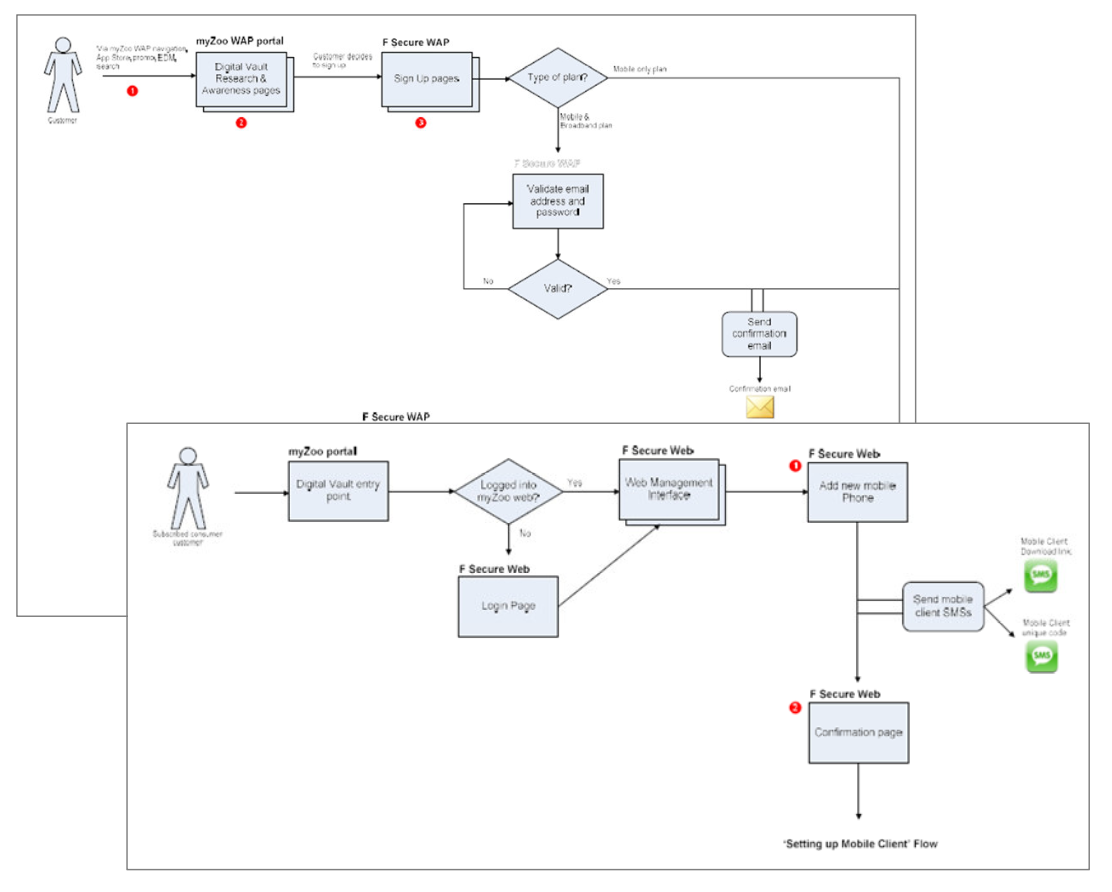 Via myZoo WAP navigation,
App Store, promo, EDM,
search
1
Customer
myZoo WAP portal
Digital Vault
Research &
Awareness pages
2
Customer decides
to sign up
F Secure WAP
Sign Up pages
3
Type of plan?
Mobile only plan
Mobile &
Broadband plan
F Secure WAP
Validate email
address and
password
Valid?
No
Yes
Send
confirmation
email
Confirmation email
F Secure WAP
Subscribed consumer
customer
myZoo portal
Digital Vault entry
point.
Logged into
myZoo web?
Yes
No
F Secure Web
Login Page
F Secure Web
Web Management
Interface
1
F Secure Web
Add new mobile
Phone
Send mobile
client SMSs
Mobile Client
Download link
SMS
Mobile Client
unique code
SMS
2
F Secure Web
Confirmation page
'Setting up Mobile Client' Flow